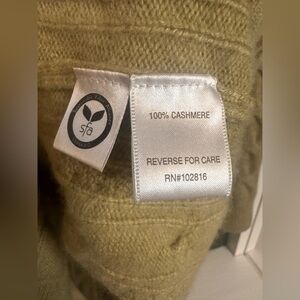 sfa
100% CASHMERE
REVERSE FOR CARE
RN#102816